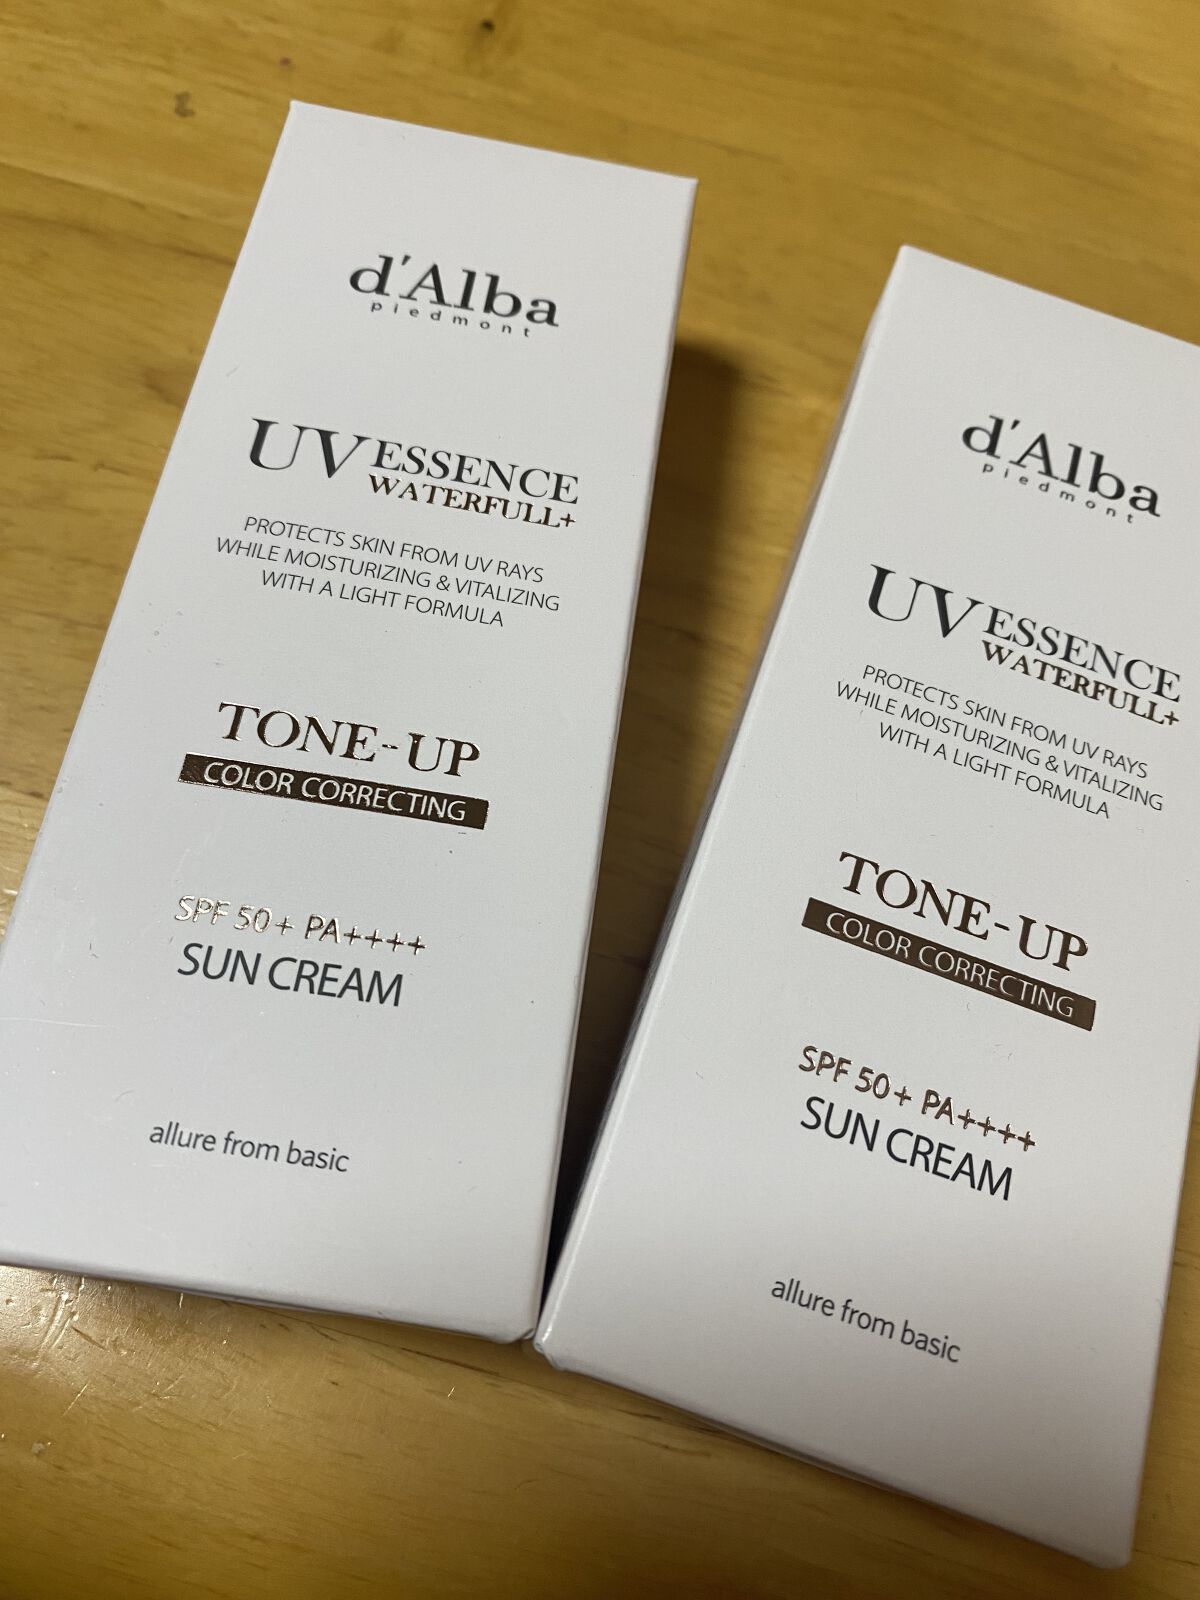 d'Alba
piedmont
UV ESSENCE
WATERFULL+
PROTECTS SKIN FROM UV RAYS
WHILE MOISTURIZING & VITALIZING
WITH A LIGHT FORMULA
TONE-UP
COLOR CORRECTING
SPF 50+ PA++++
SUN CREAM
allure from basic
d'Alba
piedmont
UV ESSENCE
WATERFULL+
PROTECTS SKIN FROM UV RAYS
WHILE MOISTURIZING & VITALIZING
WITH A LIGHT FORMULA
TONE-UP
COLOR CORRECTING
SPF 50+ PA++++
SUN CREAM
allure from basic